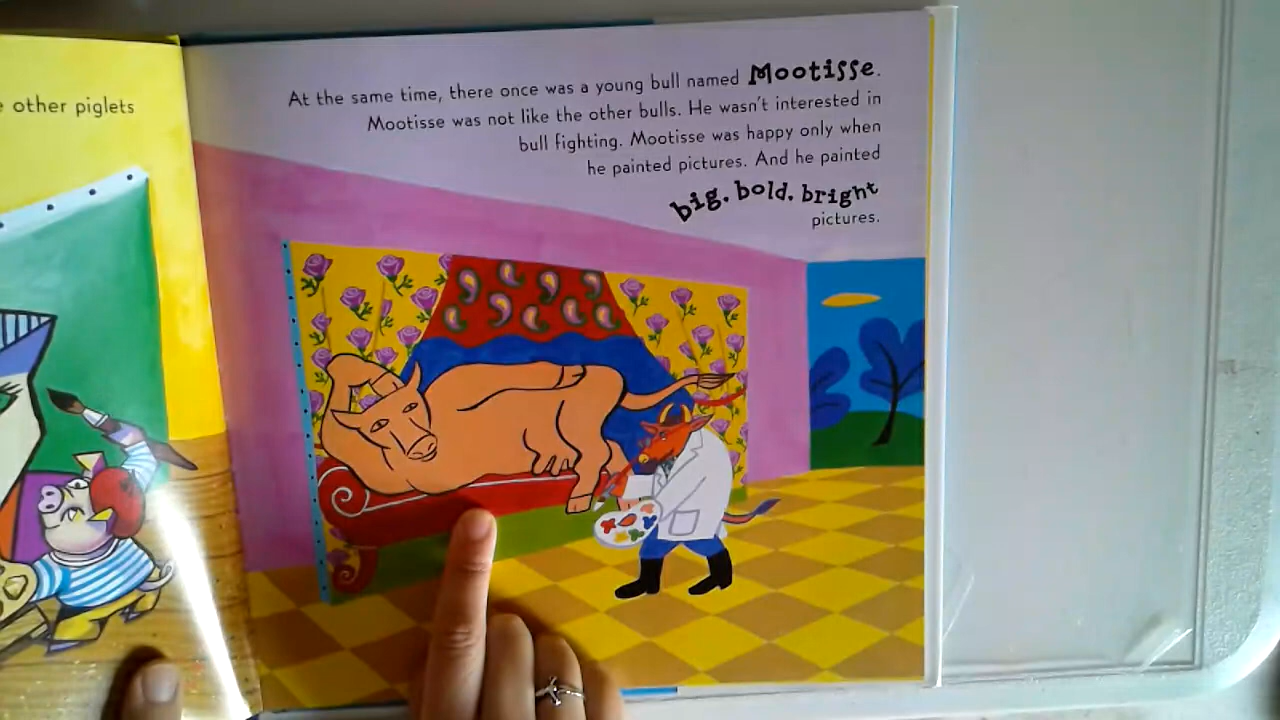 other piglets
At the same time, there once was a young bull named Mootisse.
Mootisse was not like the other bulls. He wasn't interested in
bull fighting. Mootisse was happy only when
he painted pictures. And he painted
big, bold, bright
pictures.